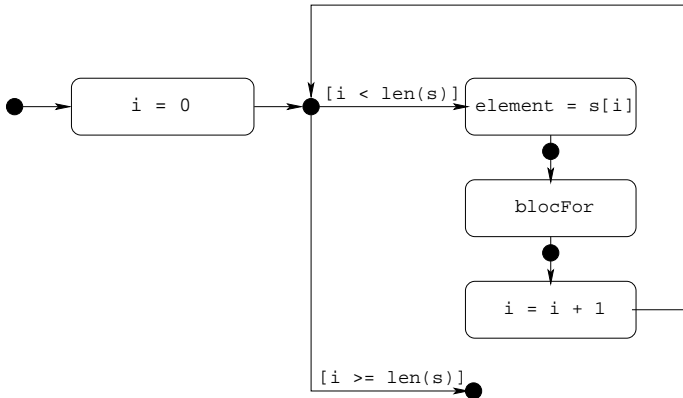 [i < len(s)]
i = 0
element = s[i]
blocFor
i = i + 1
[i >= len(s)]